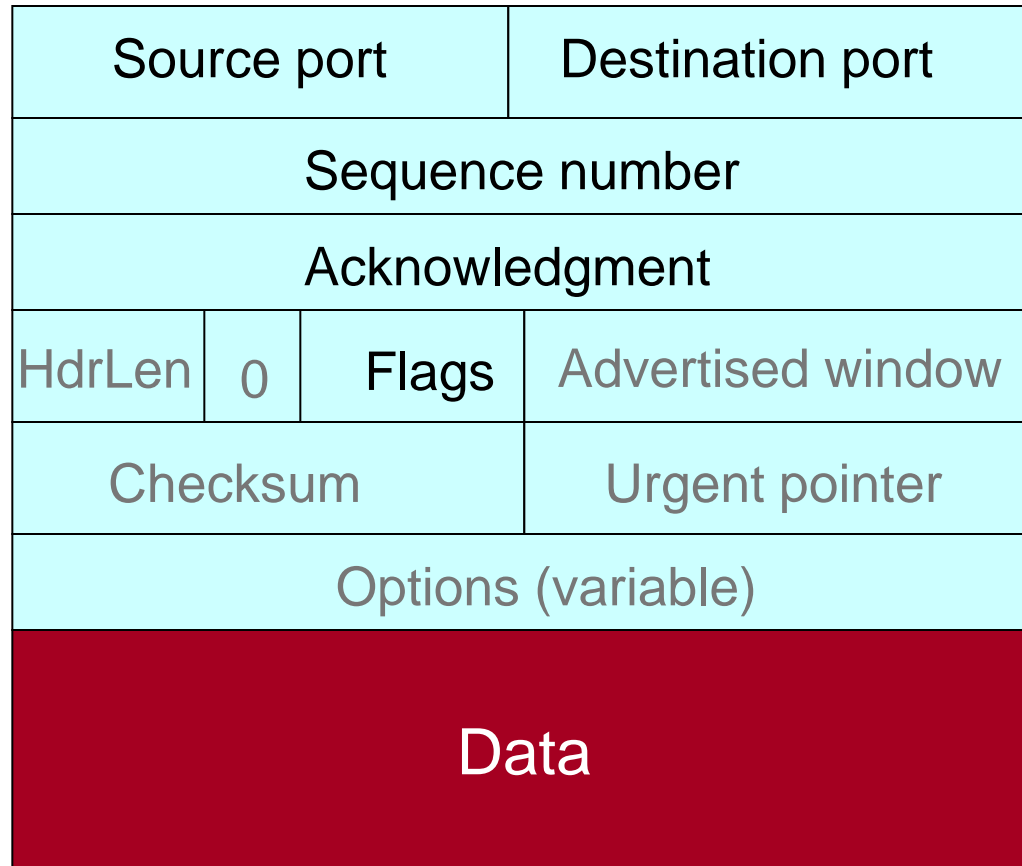 Source port Destination port
Sequence number
Acknowledgment
HdrLen 0 Flags Advertised window
Checksum Urgent pointer
Options (variable)
Data